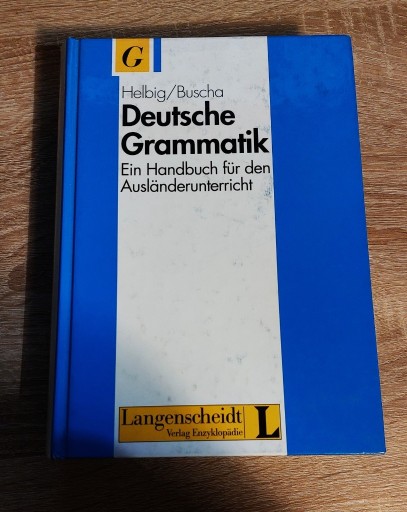 G
Helbig/Buscha
Deutsche
Grammatik
Ein Handbuch für den
Ausländerunterricht
Langenscheidt
Verlag Enzyklopädie
L